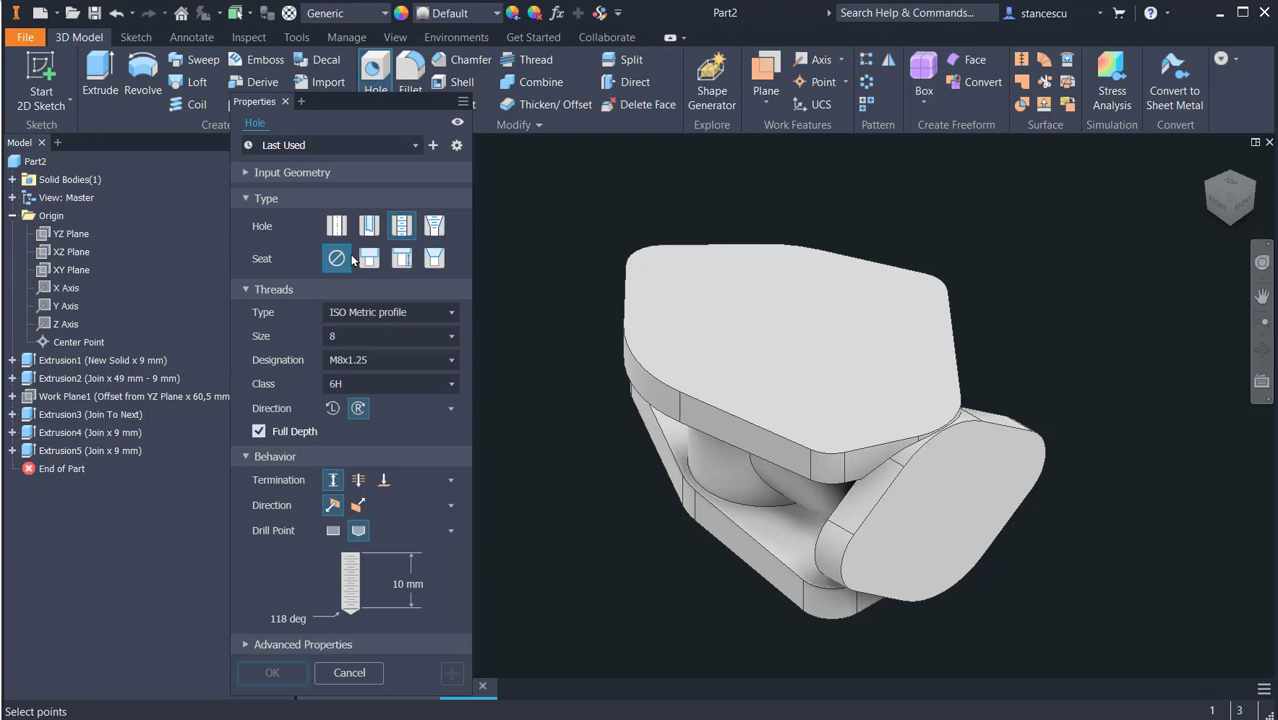 Generic
Default
Part2
Search Help & Commands...
stancescu
File
3D Model
Sketch
Annotate
Inspect
Tools
Manage
View
Environments
Get Started
Collaborate
Start
2D Sketch
Sketch
Extrude
Revolve
Sweep
Loft
Coil
Emboss
Derive
Decal
Import
Hole
Fillet
Chamfer
Shell
Thread
Combine
Thicken/ Offset
Split
Direct
Delete Face
Modify
Shape
Generator
Explore
Plane
Axis
Point
UCS
Work Features
Pattern
Box
Face
Convert
Create Freeform
Surface
Stress
Analysis
Simulation
Convert to
Sheet Metal
Convert
Model
Part2
Solid Bodies(1)
View: Master
Origin
YZ Plane
XZ Plane
XY Plane
X Axis
Y Axis
Z Axis
Center Point
Extrusion1 (New Solid x 9 mm)
Extrusion2 (Join x 49 mm - 9 mm)
Work Plane1 (Offset from YZ Plane x 60,5 mm
Extrusion3 (Join To Next)
Extrusion4 (Join x 9 mm)
Extrusion5 (Join x 9 mm)
End of Part
Properties
Hole
Last Used
Input Geometry
Type
Hole
Seat
Threads
Type ISO Metric profile
Size 8
Designation M8x1.25
Class 6H
Direction L R
Full Depth
Behavior
Termination
Direction
Drill Point
10 mm
118 deg
Advanced Properties
OK Cancel
FRONT RIGHT
Select points
1 3